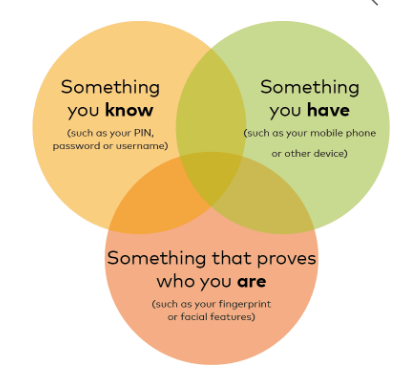 Something
you know
(such as your PIN,
password or username)
Something
you have
(such as your mobile phone
or other device)
Something that proves
who you are
(such as your fingerprint
or facial features)